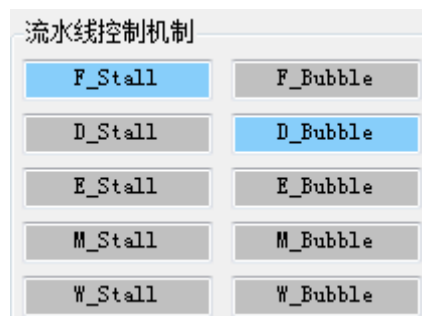 流水线控制机制
F_Stall F_Bubble
D_Stall D_Bubble
E_Stall E_Bubble
M_Stall M_Bubble
W_Stall W_Bubble